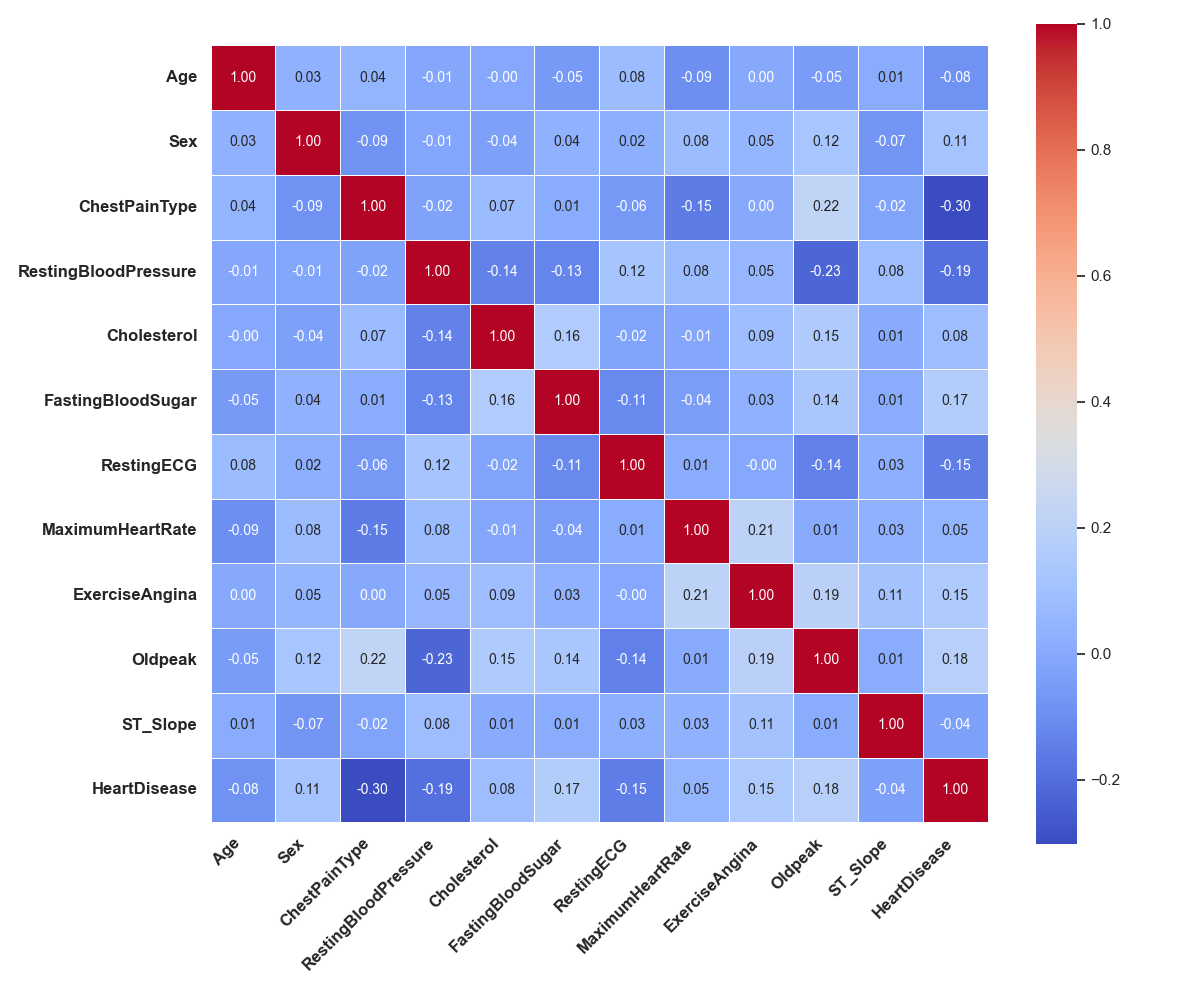 1.0
Age 1.00 0.03 0.04 -0.01 -0.00 -0.05 0.08 -0.09 0.00 -0.05 0.01 -0.08
Sex 0.03 1.00 -0.09 -0.01 -0.04 0.04 0.02 0.08 0.05 0.12 -0.07 0.11
0.8
ChestPainType 0.04 -0.09 1.00 -0.02 0.07 0.01 -0.06 -0.15 0.00 0.22 -0.02 -0.30
RestingBloodPressure -0.01 -0.01 -0.02 1.00 -0.14 -0.13 0.12 0.08 0.05 -0.23 0.08 -0.19
0.6
Cholesterol -0.00 -0.04 0.07 -0.14 1.00 0.16 -0.02 -0.01 0.09 0.15 0.01 0.08
FastingBloodSugar -0.05 0.04 0.01 -0.13 0.16 1.00 -0.11 -0.04 0.03 0.14 0.01 0.17
0.4
RestingECG 0.08 0.02 -0.06 0.12 -0.02 -0.11 1.00 0.01 -0.00 -0.14 0.03 -0.15
MaximumHeartRate -0.09 0.08 -0.15 0.08 -0.01 -0.04 0.01 1.00 0.21 0.01 0.03 0.05
0.2
ExerciseAngina 0.00 0.05 0.00 0.05 0.09 0.03 -0.00 0.21 1.00 0.19 0.11 0.15
Oldpeak -0.05 0.12 0.22 -0.23 0.15 0.14 -0.14 0.01 0.19 1.00 0.01 0.18
0.0
ST_Slope 0.01 -0.07 -0.02 0.08 0.01 0.01 0.03 0.03 0.11 0.01 1.00 -0.04
HeartDisease -0.08 0.11 -0.30 -0.19 0.08 0.17 -0.15 0.05 0.15 0.18 -0.04 1.00
-0.2
Age
Sex
ChestPainType
RestingBloodPressure
Cholesterol
FastingBloodSugar
RestingECG
MaximumHeartRate
ExerciseAngina
Oldpeak
ST_Slope
HeartDisease